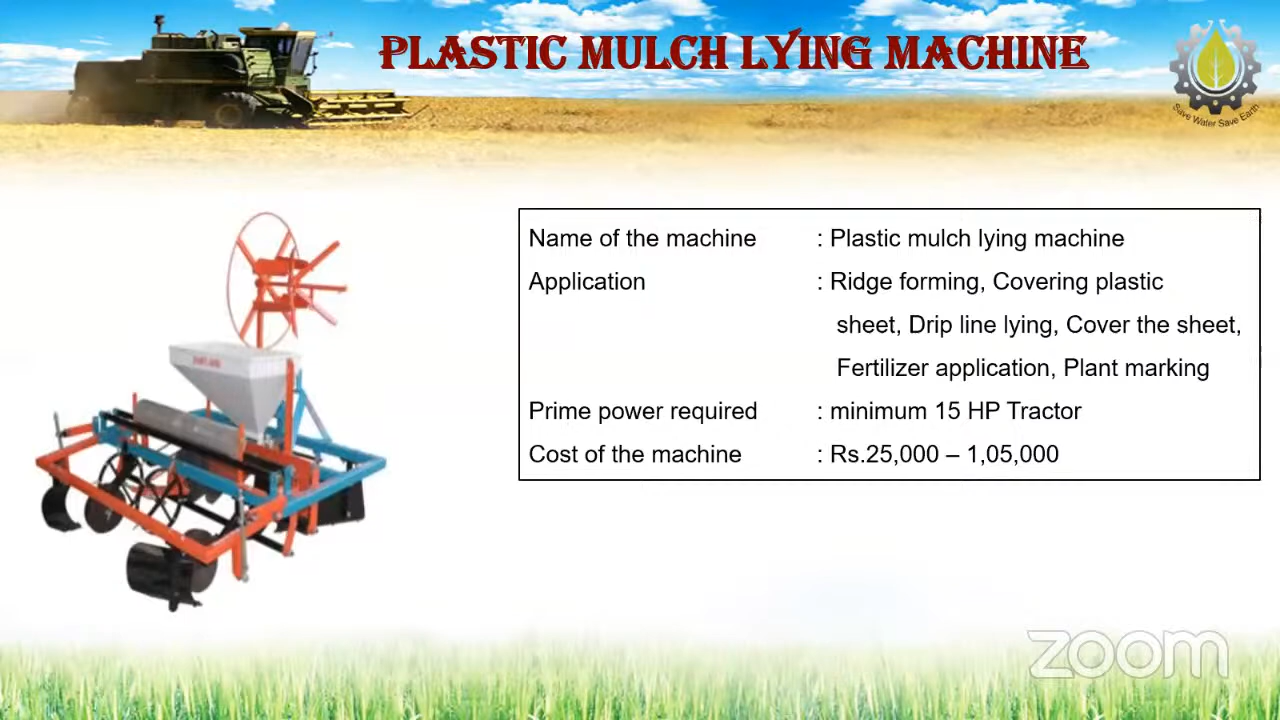 PLASTIC MULCH LYING MACHINE
Save Water Save Earth
Name of the machine : Plastic mulch lying machine
Application : Ridge forming, Covering plastic
sheet, Drip line lying, Cover the sheet,
Fertilizer application, Plant marking
Prime power required : minimum 15 HP Tractor
Cost of the machine : Rs.25,000 – 1,05,000
zoom